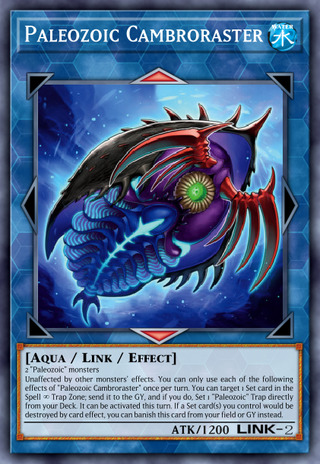 PALEOZOIC CAMBRORASTER
WATER
水
[AQUA / LINK / EFFECT]
2 "Paleozoic" monsters
Unaffected by other monsters' effects. You can only use each of the following
effects of "Paleozoic Cambroraster" once per turn. You can target 1 Set card in the
Spell & Trap Zone; send it to the GY, and if you do, Set 1 "Paleozoic" Trap directly
from your Deck. It can be activated this turn. If a Set card(s) you control would be
destroyed by card effect, you can banish this card from your field or GY instead.
ATK/1200 LINK-2